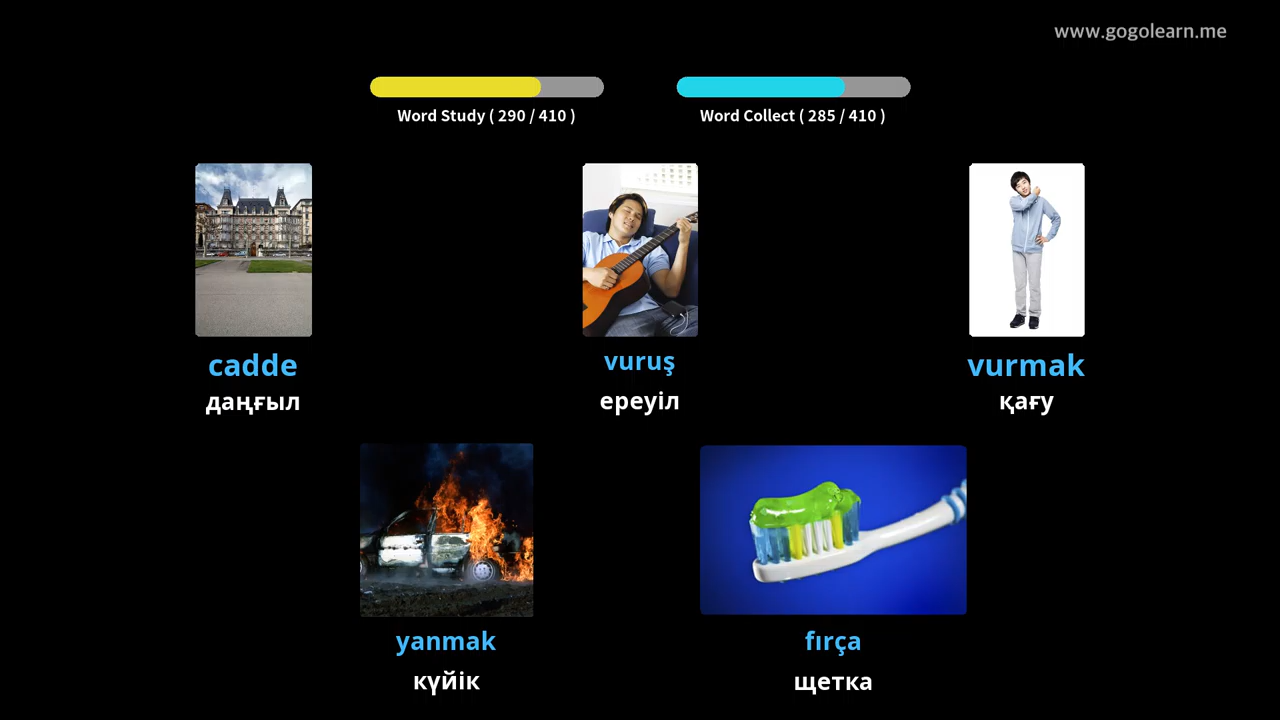 www.gogolearn.me
Word Study ( 290 / 410 )
Word Collect ( 285 / 410 )
cadde
vuruş
vurmak
даңғыл
ереуіл
қағу
yanmak
fırça
күйік
щетка